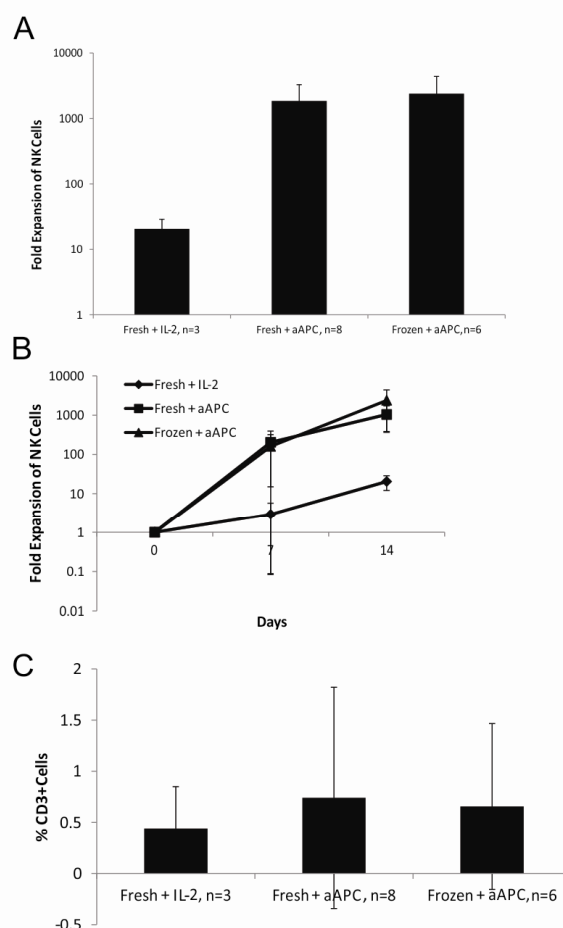 A
10000
1000
100
10
1
Fold Expansion of NK Cells
Fresh + IL-2, n=3
Fresh + aAPC, n=8
Frozen + aAPC, n=6
B
10000
1000
100
10
1
0.1
0.01
Fold Expansion of NK Cells
Fresh + IL-2
Fresh + aAPC
Frozen + aAPC
0
7
14
Days
C
2
1.5
1
0.5
0
-0.5
% CD3+Cells
Fresh + IL-2, n=3
Fresh + aAPC, n=8
Frozen + aAPC, n=6